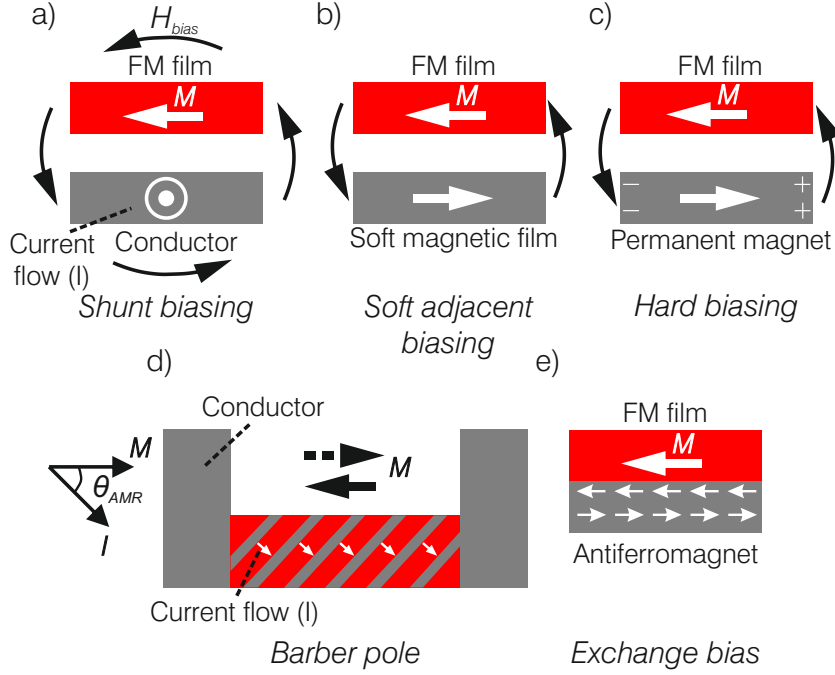 a)
H_bias
FM film
M
Current
flow (I)
Conductor
Shunt biasing
b)
FM film
M
Soft magnetic film
Soft adjacent
biasing
c)
FM film
M
− +
− +
Permanent magnet
Hard biasing
d)
Conductor
M
θ_AMR
I
M
Current flow (I)
Barber pole
e)
FM film
M
Antiferromagnet
Exchange bias